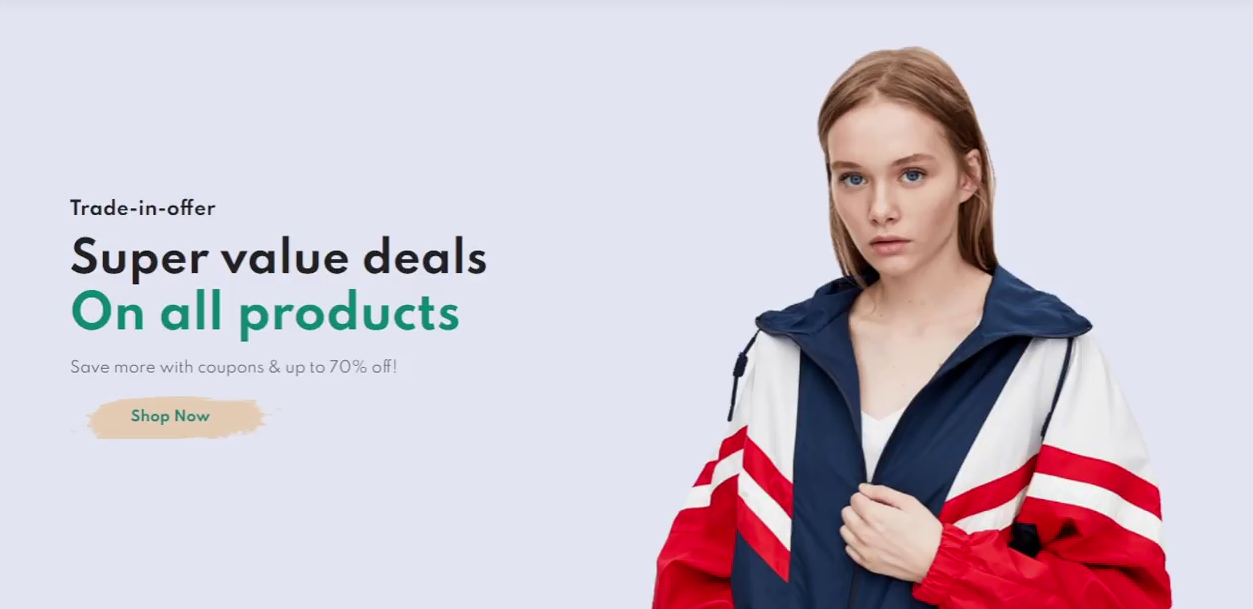 Trade-in-offer
Super value deals
On all products
Save more with coupons & up to 70% off!
Shop Now